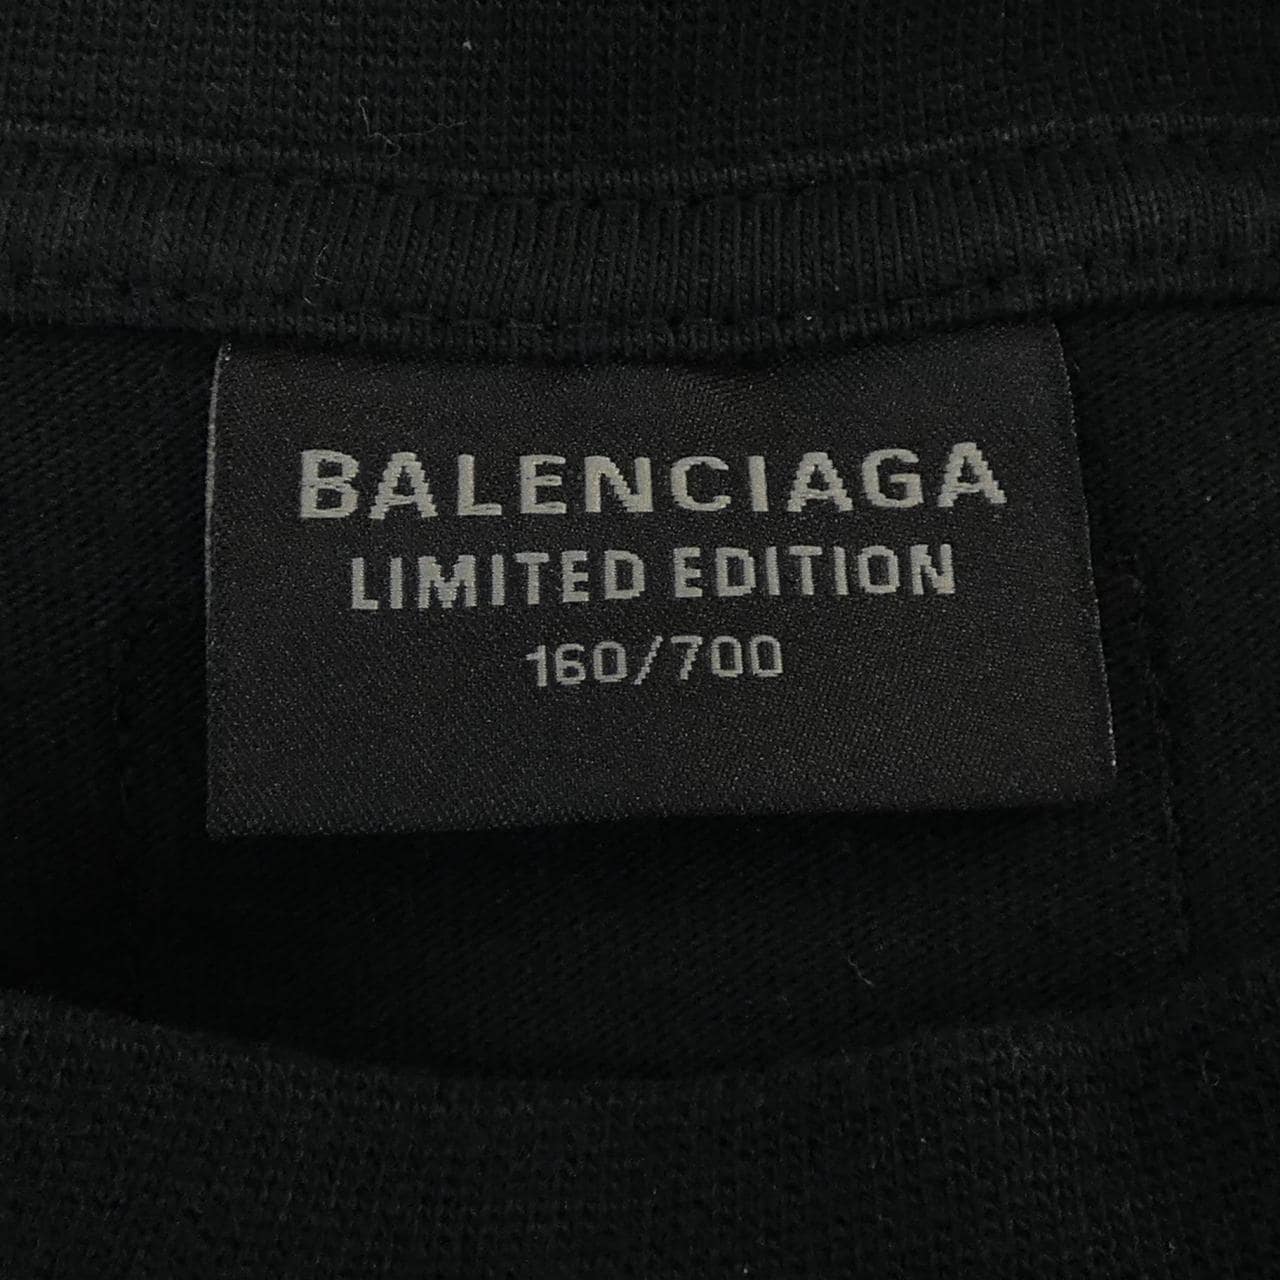 BALENCIAGA
LIMITED EDITION
160/700